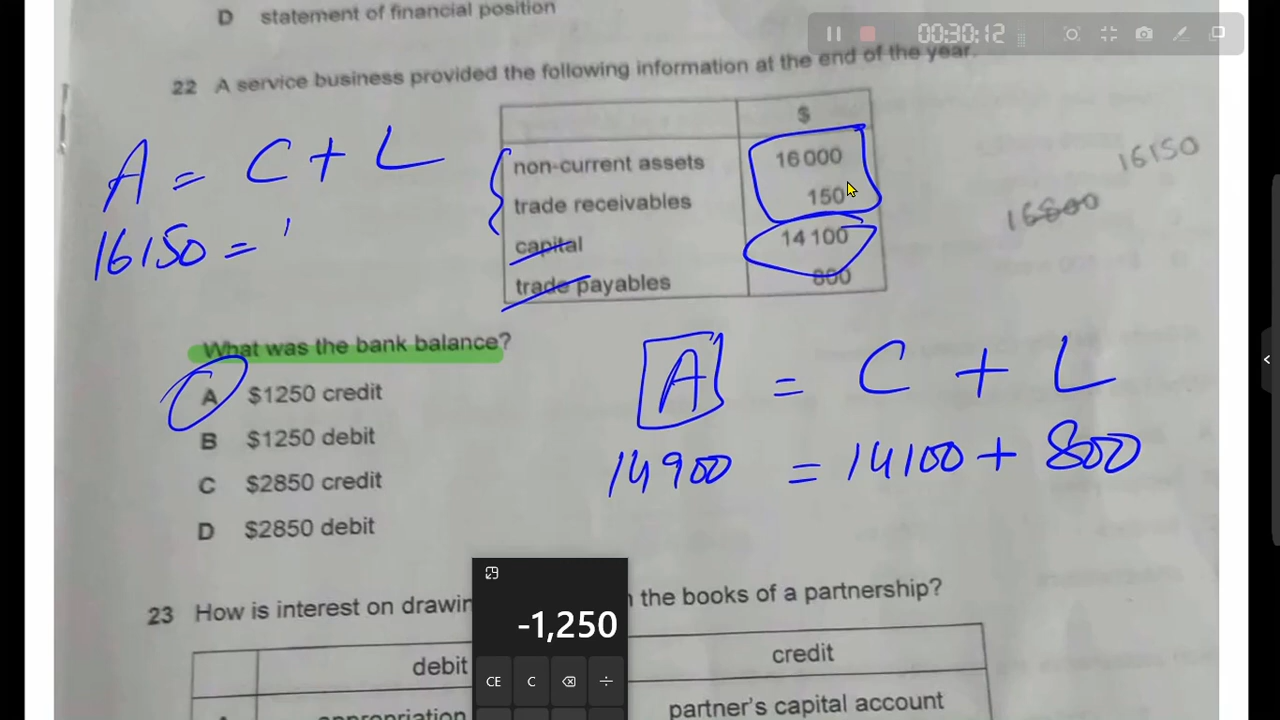 D statement of financial position
00:30:12
22 A service business provided the following information at the end of the year.
$
non-current assets 16 000
trade receivables 150
capital 14 100
trade payables 800
A = C + L
16150 = '
16150
16800
What was the bank balance?
A $1250 credit
B $1250 debit
C $2850 credit
D $2850 debit
A = C + L
14900 = 14100 + 800
-1,250
CE C ÷
23 How is interest on the books of a partnership?
debit credit
partner's capital account